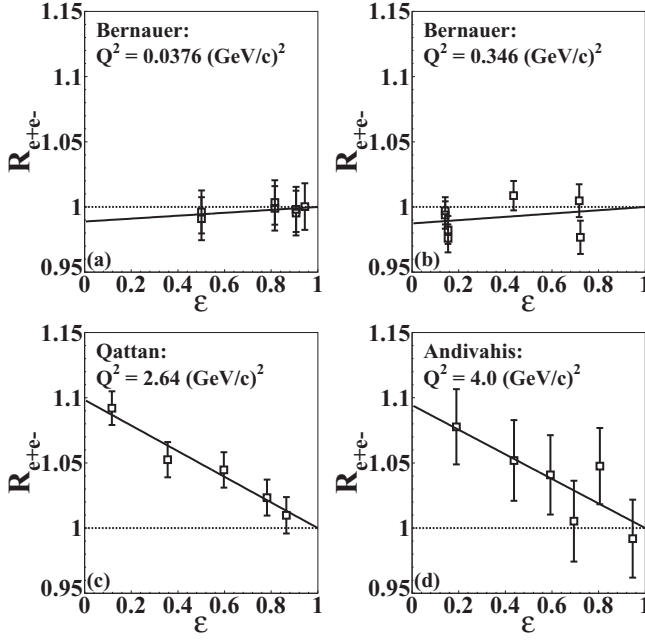 Bernauer:
Q² = 0.0376 (GeV/c)²
1.15
1.1
1.05
1
0.95
R_{e+e-}
(a)
0 0.2 0.4 0.6 0.8 1
ε
Bernauer:
Q² = 0.346 (GeV/c)²
1.15
1.1
1.05
1
0.95
R_{e+e-}
(b)
0 0.2 0.4 0.6 0.8 1
ε
Qattan:
Q² = 2.64 (GeV/c)²
1.15
1.1
1.05
1
0.95
R_{e+e-}
(c)
0 0.2 0.4 0.6 0.8 1
ε
Andivahis:
Q² = 4.0 (GeV/c)²
1.15
1.1
1.05
1
0.95
R_{e+e-}
(d)
0 0.2 0.4 0.6 0.8 1
ε